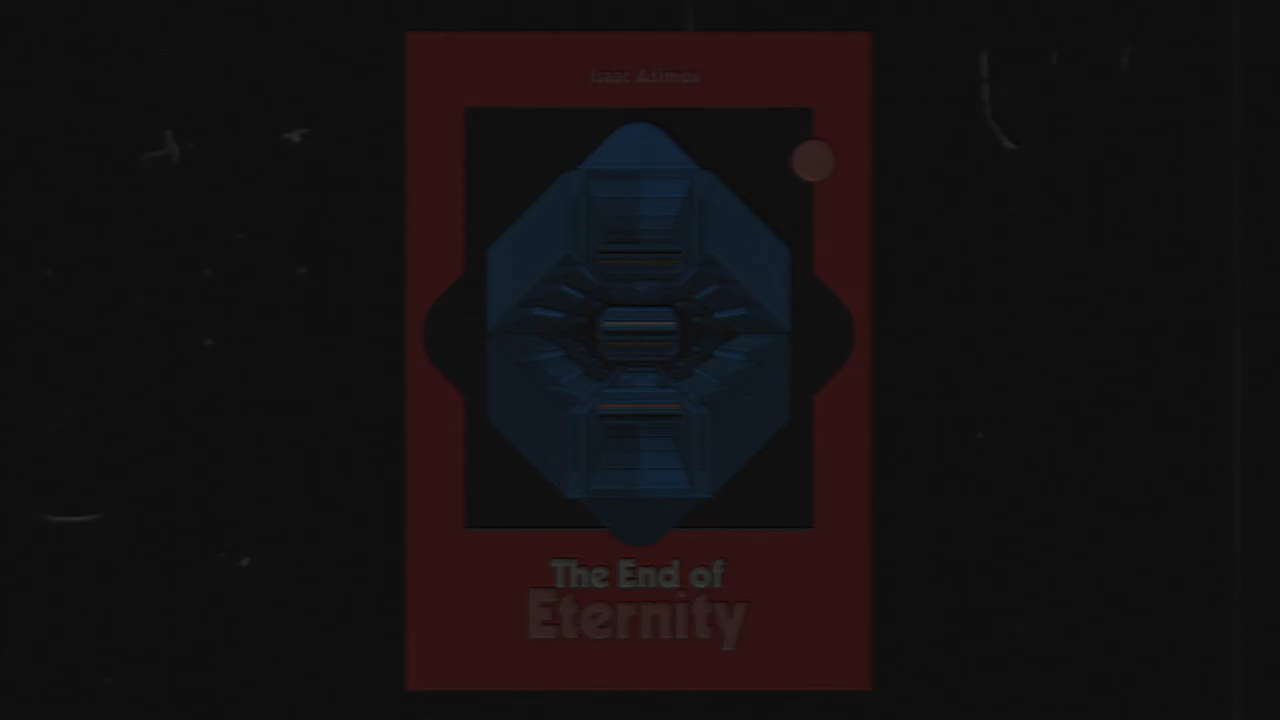 Isaac Asimov
The End of
Eternity